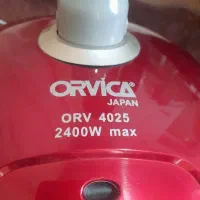 ORVICA
JAPAN
ORV 4025
2400W max